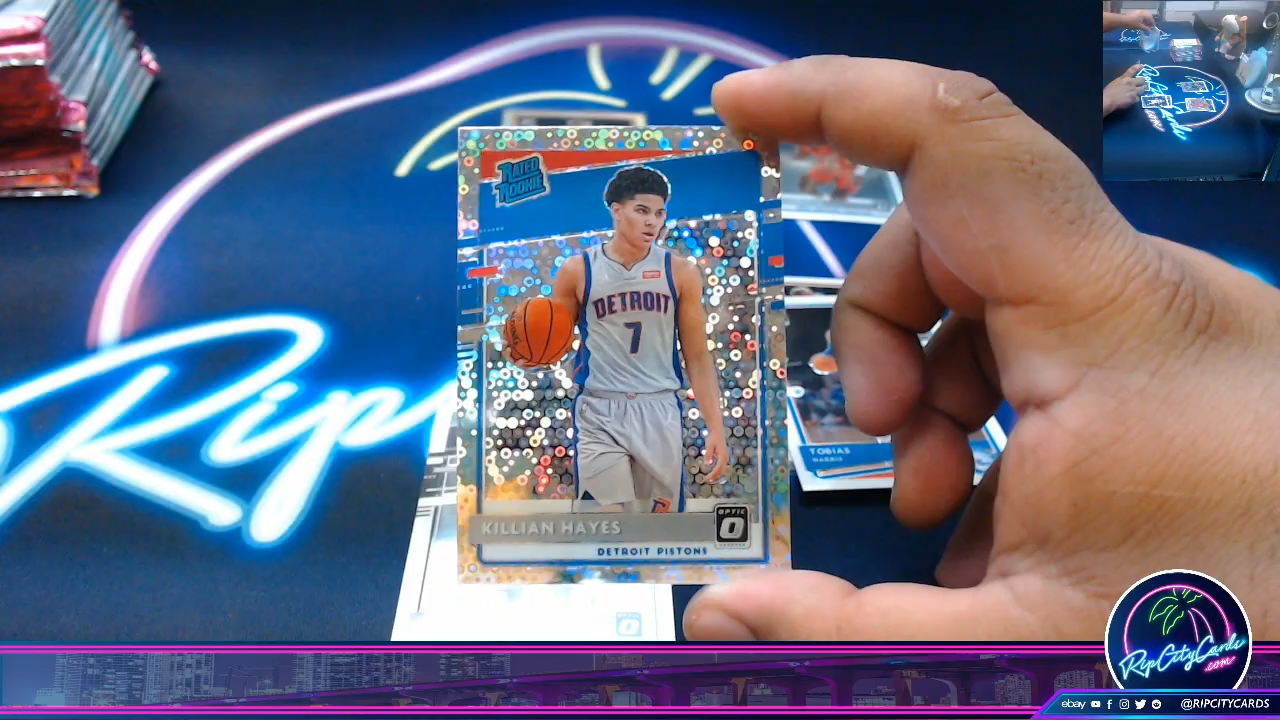 RATED
ROOKIE
DETROIT
7
KILLIAN HAYES
OPTIC
DETROIT PISTONS
TOBIAS
HARRIS
Rip
RipCityCards
.com
ebay
@RIPCITYCARDS